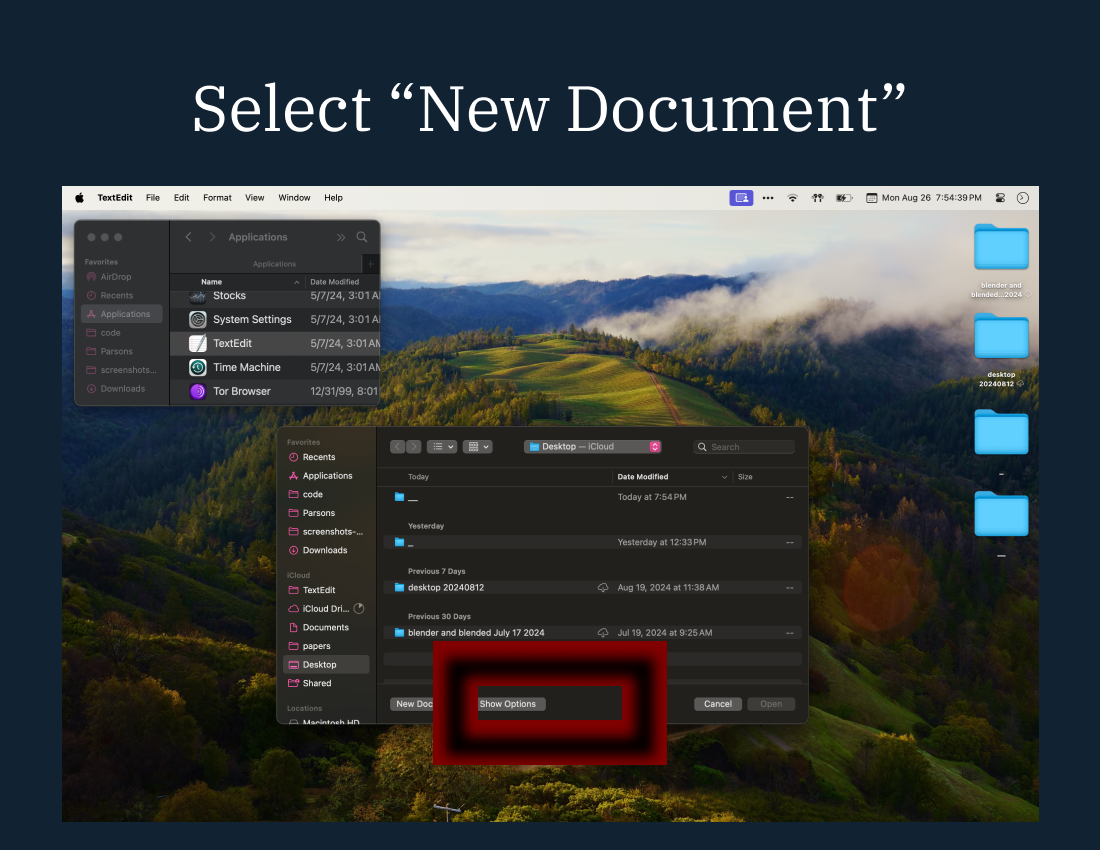 Select “New Document”
TextEdit File Edit Format View Window Help
Mon Aug 26 7:54:39 PM
Applications
Favorites
Applications
AirDrop
Name Date Modified
Recents
Stocks 5/7/24, 3:01 A
Applications
System Settings 5/7/24, 3:01 AM
code
TextEdit 5/7/24, 3:01 AM
Parsons
Time Machine 5/7/24, 3:01 AM
screenshots...
Tor Browser 12/31/99, 8:01
Downloads
blender and
blended...2024
desktop
20240812
_
__
Favorites
Recents
Applications
code
Parsons
screenshots-...
Downloads
iCloud
TextEdit
iCloud Dri...
Documents
papers
Desktop
Shared
Locations
Macintosh HD
Desktop — iCloud
Search
Today Date Modified Size
__ Today at 7:54 PM --
Yesterday
_ Yesterday at 12:33 PM --
Previous 7 Days
desktop 20240812 Aug 19, 2024 at 11:38 AM --
Previous 30 Days
blender and blended July 17 2024 Jul 19, 2024 at 9:25 AM --
New Doc Show Options Cancel Open